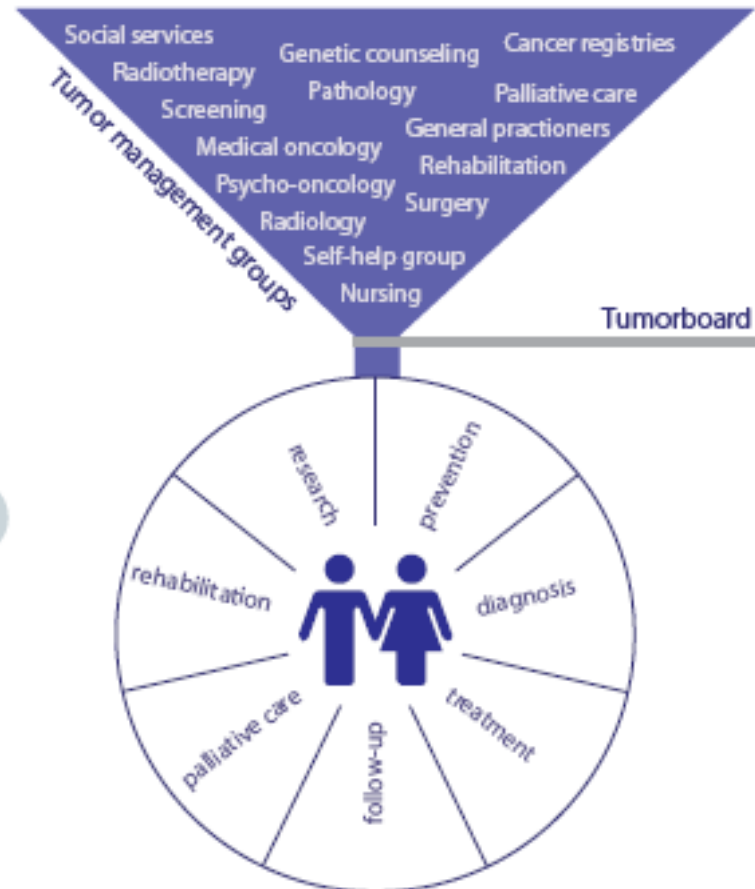 Social services
Genetic counseling
Cancer registries
Radiotherapy
Pathology
Palliative care
Screening
General practioners
Medical oncology
Rehabilitation
Psycho-oncology
Surgery
Radiology
Self-help group
Nursing
Tumor management groups
Tumorboard
prevention
diagnosis
treatment
follow-up
palliative care
rehabilitation
research